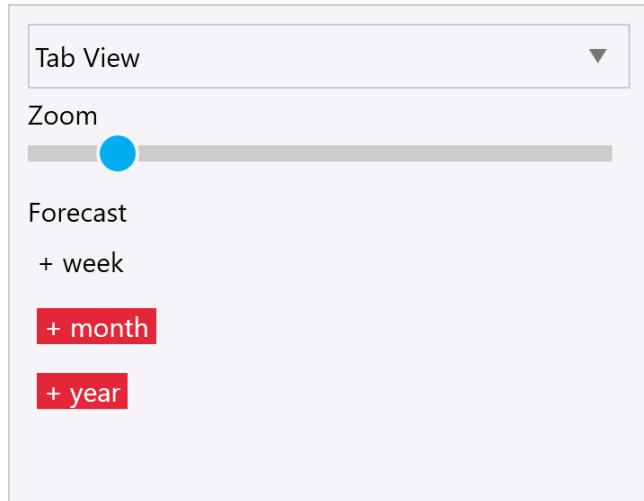 Tab View
Zoom
Forecast
+ week
+ month
+ year